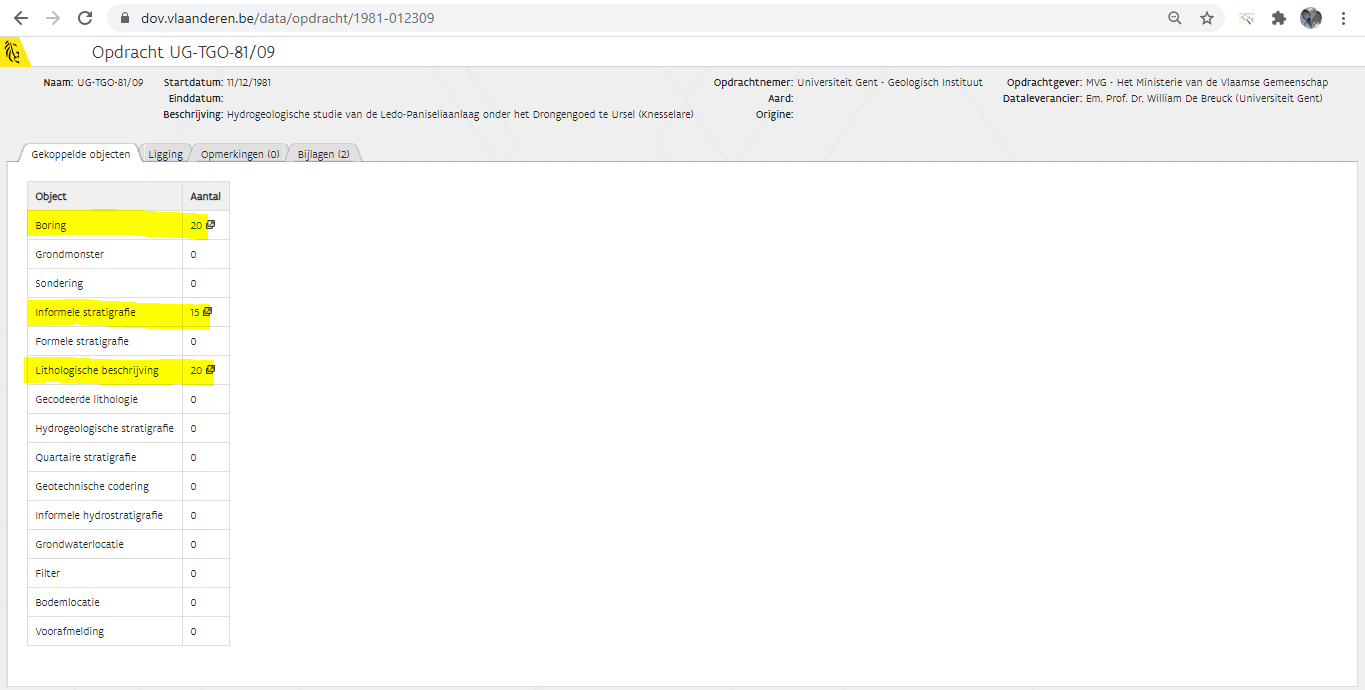 dov.vlaanderen.be/data/opdracht/1981-012309
Opdracht UG-TGO-81/09
Naam: UG-TGO-81/09
Startdatum: 11/12/1981
Einddatum:
Beschrijving: Hydrogeologische studie van de Ledo-Paniseliaanlaag onder het Drongengoed te Ursel (Knesselare)
Opdrachtnemer: Universiteit Gent - Geologisch Instituut
Aard:
Origine:
Opdrachtgever: MVG - Het Ministerie van de Vlaamse Gemeenschap
Dataleverancier: Em. Prof. Dr. William De Breuck (Universiteit Gent)
Gekoppelde objecten Ligging Opmerkingen (0) Bijlagen (2)
Object Aantal
Boring 20
Grondmonster 0
Sondering 0
Informele stratigrafie 15
Formele stratigrafie 0
Lithologische beschrijving 20
Gecodeerde lithologie 0
Hydrogeologische stratigrafie 0
Quartaire stratigrafie 0
Geotechnische codering 0
Informele hydrostratigrafie 0
Grondwaterlocatie 0
Filter 0
Bodemlocatie 0
Voorafmelding 0